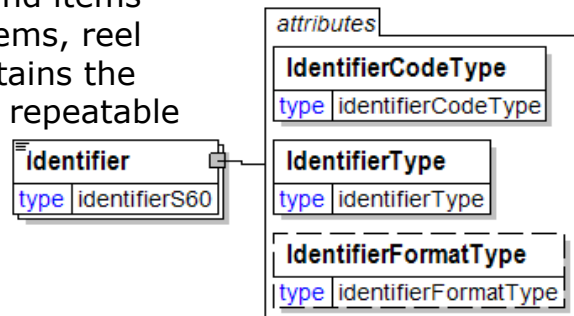 nd items
ems, reel
tains the
repeatable
Identifier
type identifierS60
attributes
IdentifierCodeType
type identifierCodeType
IdentifierType
type identifierType
IdentifierFormatType
type identifierFormatType